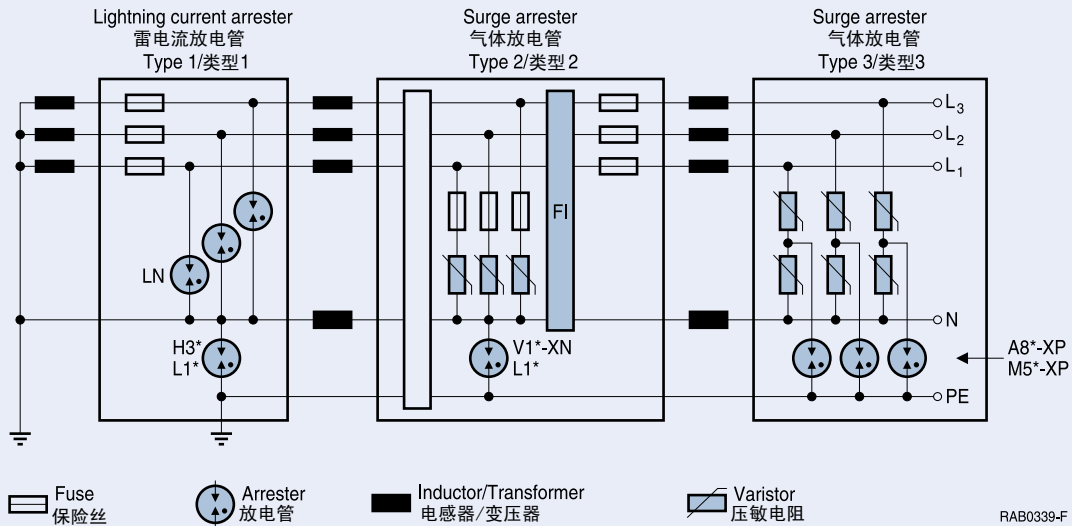 Lightning current arrester
雷电流放电管
Type 1/类型1
Surge arrester
气体放电管
Type 2/类型2
Surge arrester
气体放电管
Type 3/类型3
L3
L2
L1
FI
LN
N
H3*
L1*
V1*-XN
L1*
A8*-XP
M5*-XP
PE
Fuse
保险丝
Arrester
放电管
Inductor/Transformer
电感器/变压器
Varistor
压敏电阻
RAB0339-F